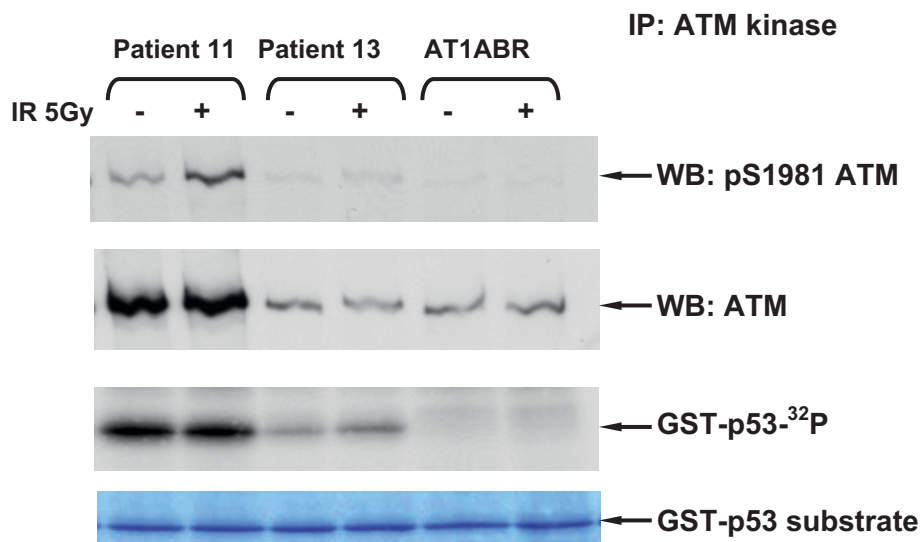 IP: ATM kinase
Patient 11 Patient 13 AT1ABR
IR 5Gy - + - + - +
WB: pS1981 ATM
WB: ATM
GST-p53-³²P
GST-p53 substrate